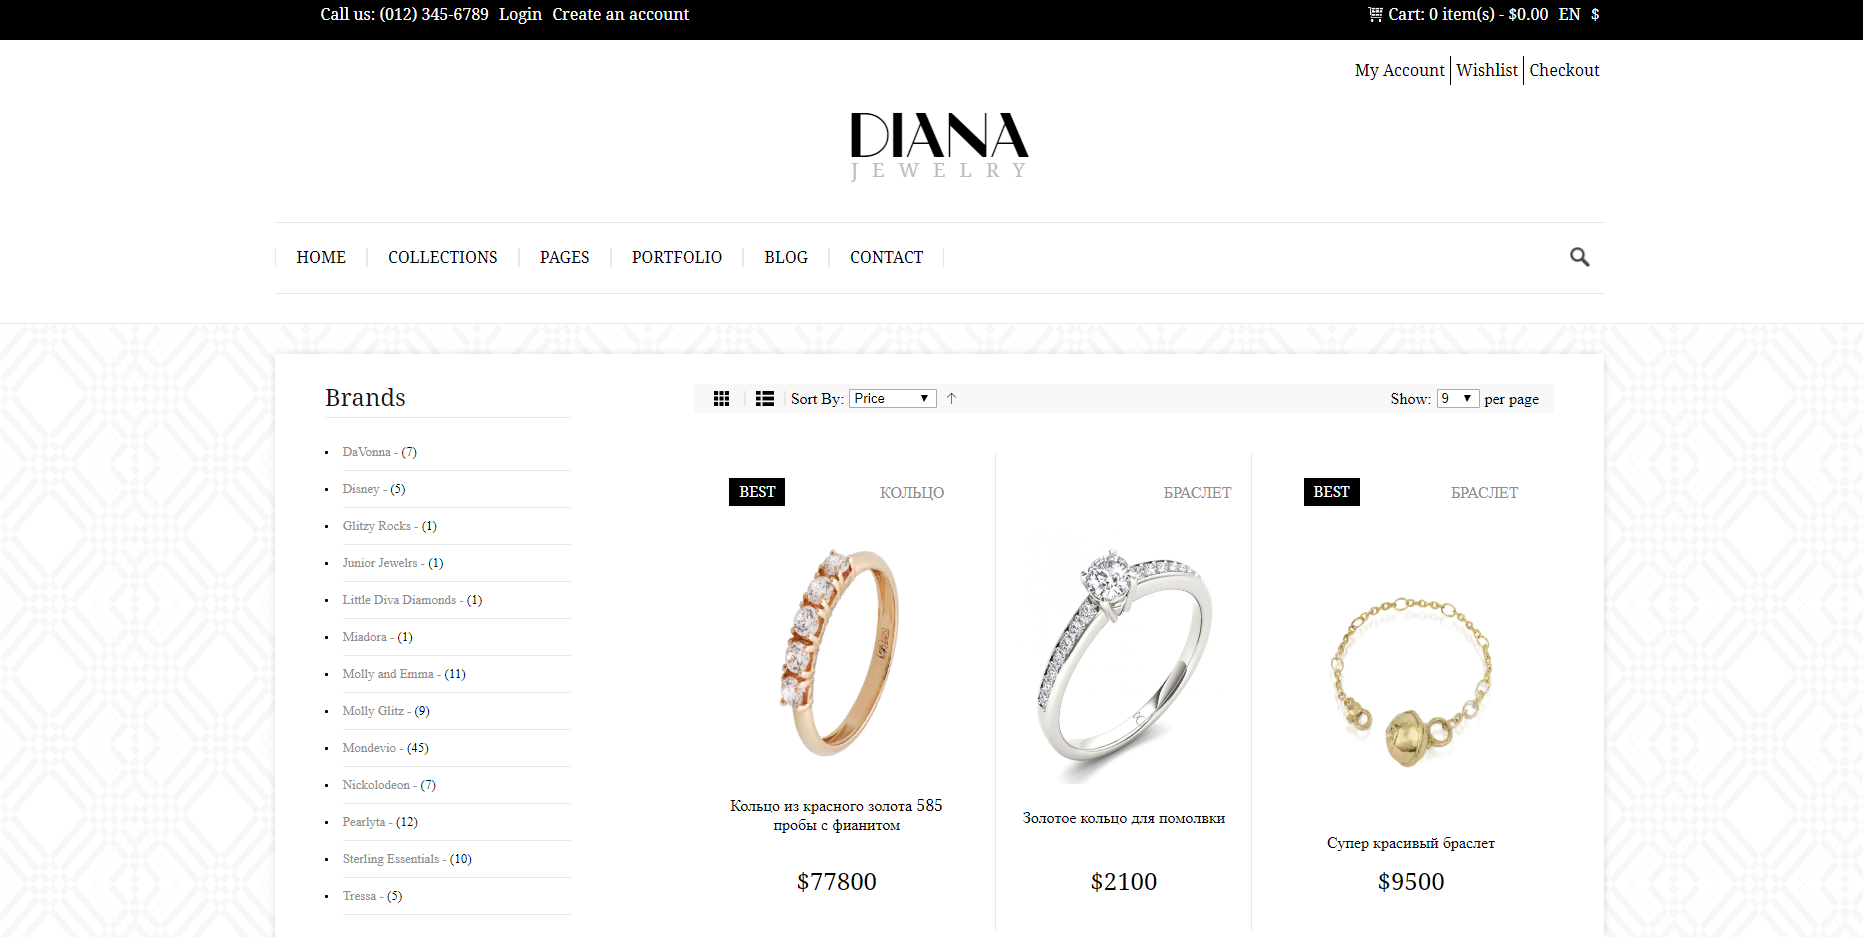 Call us: (012) 345-6789 Login Create an account
Cart: 0 item(s) - $0.00 EN $
My Account Wishlist Checkout
DIANA
JEWELRY
HOME COLLECTIONS PAGES PORTFOLIO BLOG CONTACT
Brands
DaVonna - (7)
Disney - (5)
Glitzy Rocks - (1)
Junior Jewelrs - (1)
Little Diva Diamonds - (1)
Miadora - (1)
Molly and Emma - (11)
Molly Glitz - (9)
Mondevio - (45)
Nickolodeon - (7)
Pearlyta - (12)
Sterling Essentials - (10)
Tressa - (5)
Sort By: Price ▼ ↑
Show: 9 ▼ per page
BEST КОЛЬЦО
Кольцо из красного золота 585
пробы с фианитом
$77800
БРАСЛЕТ
Золотое кольцо для помолвки
$2100
BEST БРАСЛЕТ
Супер красивый браслет
$9500